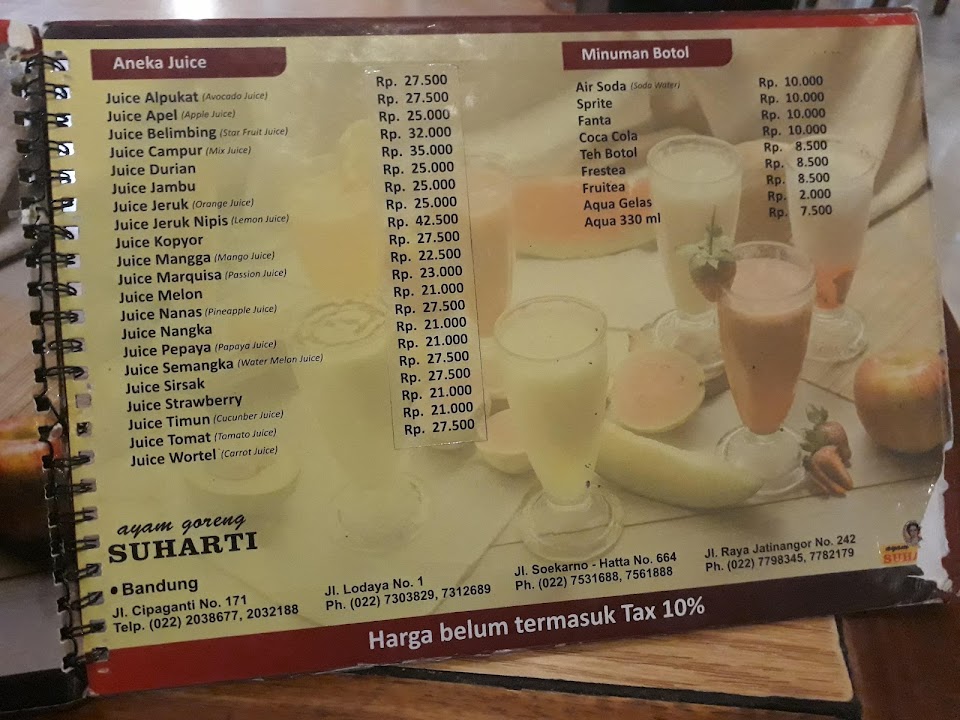 Aneka Juice
Juice Alpukat (Avocado Juice) Rp. 27.500
Juice Apel (Apple Juice) Rp. 27.500
Juice Belimbing (Star Fruit Juice) Rp. 25.000
Juice Campur (Mix Juice) Rp. 32.000
Juice Durian Rp. 35.000
Juice Jambu Rp. 25.000
Juice Jeruk (Orange Juice) Rp. 25.000
Juice Jeruk Nipis (Lemon Juice) Rp. 25.000
Juice Kopyor Rp. 42.500
Juice Mangga (Mango Juice) Rp. 27.500
Juice Marquisa (Passion Juice) Rp. 22.500
Juice Melon Rp. 23.000
Juice Nanas (Pineapple Juice) Rp. 21.000
Juice Nangka Rp. 27.500
Juice Pepaya (Papaya Juice) Rp. 21.000
Juice Semangka (Water Melon Juice) Rp. 21.000
Juice Sirsak Rp. 27.500
Juice Strawberry Rp. 27.500
Juice Timun (Cucunber Juice) Rp. 21.000
Juice Tomat (Tomato Juice) Rp. 21.000
Juice Wortel (Carrot Juice) Rp. 27.500
Minuman Botol
Air Soda (Soda Water) Rp. 10.000
Sprite Rp. 10.000
Fanta Rp. 10.000
Coca Cola Rp. 10.000
Teh Botol Rp. 8.500
Frestea Rp. 8.500
Fruitea Rp. 8.500
Aqua Gelas Rp. 2.000
Aqua 330 ml Rp. 7.500
ayam goreng
SUHARTI
• Bandung
Jl. Cipaganti No. 171
Telp. (022) 2038677, 2032188
Jl. Lodaya No. 1
Ph. (022) 7303829, 7312689
Jl. Soekarno - Hatta No. 664
Ph. (022) 7531688, 7561888
Jl. Raya Jatinangor No. 242
Ph. (022) 7798345, 7782179
Harga belum termasuk Tax 10%